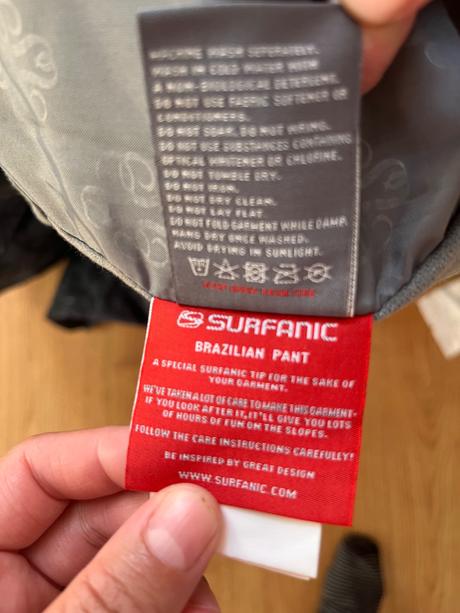 MACHINE WASH SEPARATELY.
WASH IN COLD WATER WITH
A NON-BIOLOGICAL DETERGENT.
DO NOT USE FABRIC SOFTENER OR
CONDITIONERS.
DO NOT SOAK, DO NOT WRING.
DO NOT USE SUBSTANCES CONTAINING
OPTICAL WHITENER OR CHLORINE.
DO NOT TUMBLE DRY.
DO NOT IRON.
DO NOT DRY CLEAN.
DO NOT LAY FLAT.
DO NOT FOLD GARMENT WHILE DAMP.
HANG DRY ONCE WASHED.
AVOID DRYING IN SUNLIGHT.
SURFANIC
BRAZILIAN PANT
A SPECIAL SURFANIC TIP FOR THE SAKE OF
YOUR GARMENT.
WE'VE TAKEN A LOT OF CARE TO MAKE THIS GARMENT-
IF YOU LOOK AFTER IT, IT'LL GIVE YOU LOTS
OF HOURS OF FUN ON THE SLOPES.
FOLLOW THE CARE INSTRUCTIONS CAREFULLY!
BE INSPIRED BY GREAT DESIGN
WWW.SURFANIC.COM